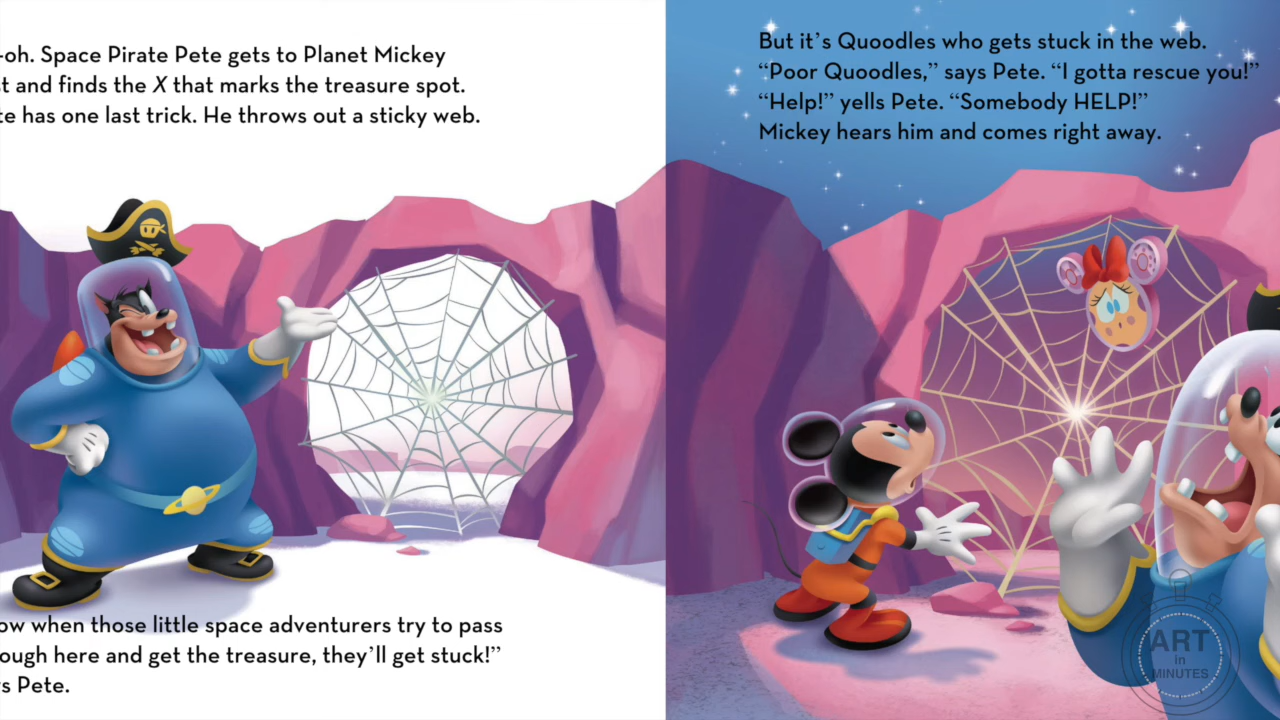 -oh. Space Pirate Pete gets to Planet Mickey
t and finds the X that marks the treasure spot.
te has one last trick. He throws out a sticky web.
ow when those little space adventurers try to pass
ough here and get the treasure, they’ll get stuck!”
s Pete.
But it’s Quoodles who gets stuck in the web.
“Poor Quoodles,” says Pete. “I gotta rescue you!”
“Help!” yells Pete. “Somebody HELP!”
Mickey hears him and comes right away.
ART
in
MINUTES